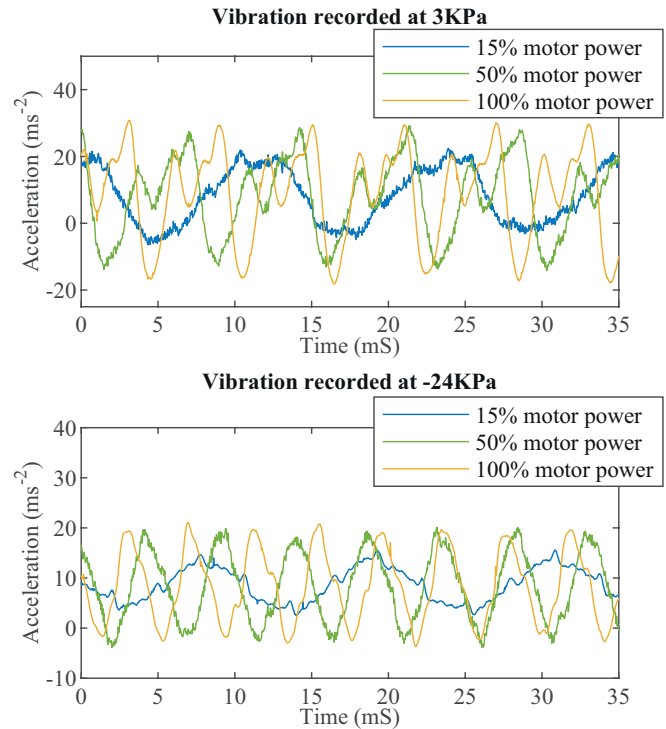 Vibration recorded at 3KPa
15% motor power
50% motor power
100% motor power
Acceleration (ms-2)
40
20
0
-20
0 5 10 15 20 25 30 35
Time (mS)
Vibration recorded at -24KPa
15% motor power
50% motor power
100% motor power
Acceleration (ms-2)
40
30
20
10
0
-10
0 5 10 15 20 25 30 35
Time (mS)